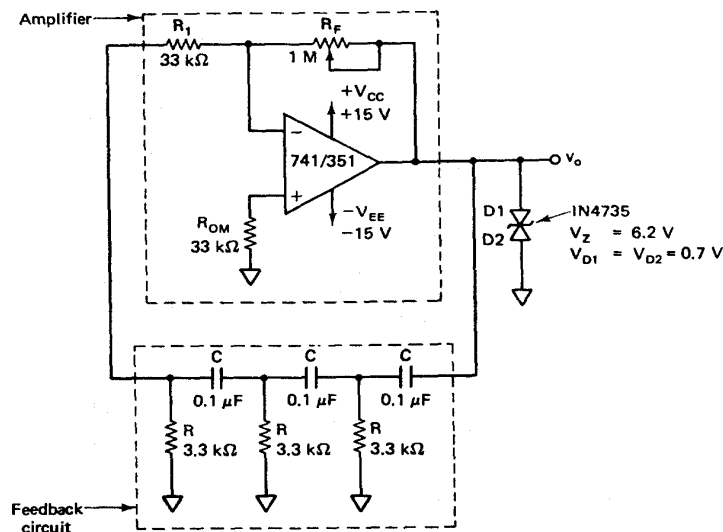 Amplifier
R1
33 kΩ
RF
1 M
+VCC
+15 V
−
741/351
+
−VEE
−15 V
ROM
33 kΩ
vo
D1
D2
IN4735
VZ = 6.2 V
VD1 = VD2 = 0.7 V
C
0.1 μF
C
0.1 μF
C
0.1 μF
R
3.3 kΩ
R
3.3 kΩ
R
3.3 kΩ
Feedback
circuit